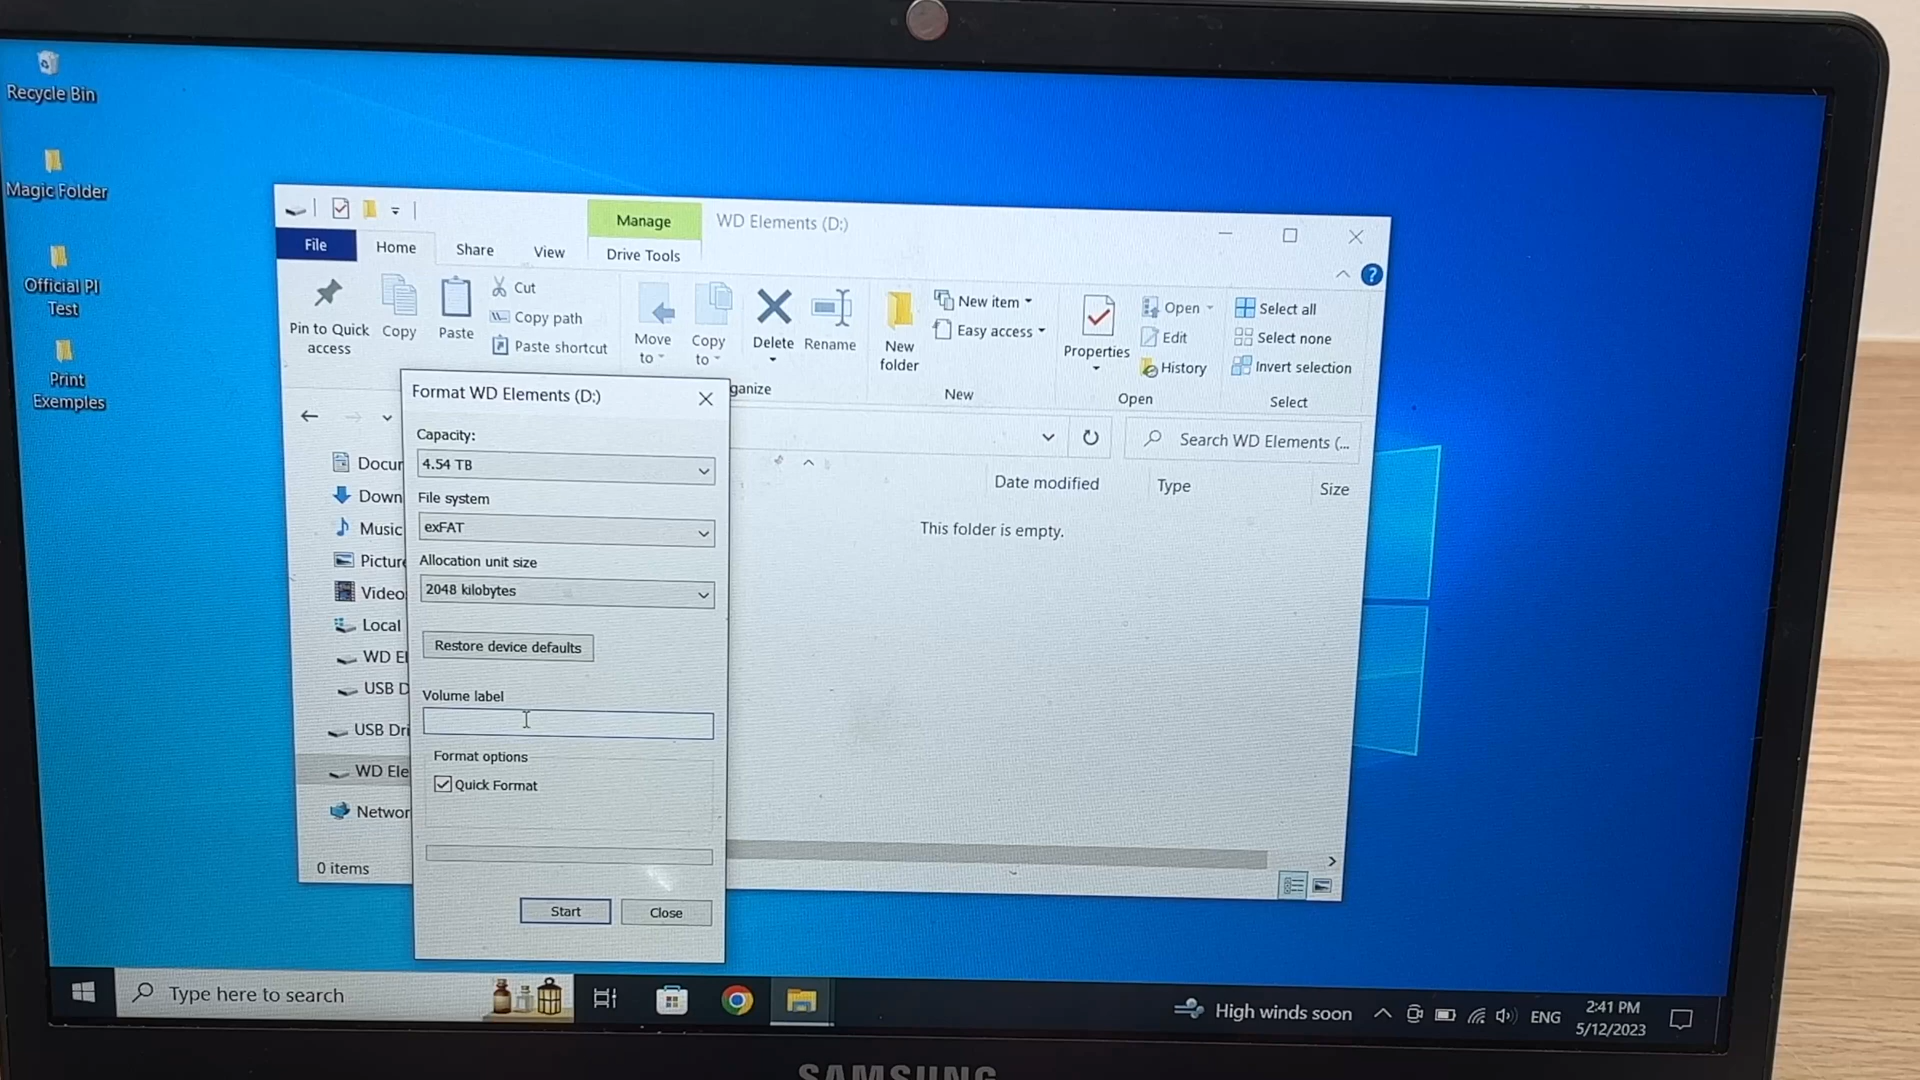 Recycle Bin
Magic Folder
Official PI
Test
Print
Exemples
Manage
WD Elements (D:)
File
Home
Share
View
Drive Tools
Pin to Quick
access
Copy
Paste
Cut
Copy path
Paste shortcut
Move
to
Copy
to
Delete
Rename
New
folder
New item
Easy access
Properties
Open
Edit
History
Select all
Select none
Invert selection
ganize
New
Open
Select
Search WD Elements (...
Date modified
Type
Size
This folder is empty.
Docur
Down
Music
Picture
Video
Local
WD El
USB D
USB Dri
WD Ele
Networ
0 items
Format WD Elements (D:)
Capacity:
4.54 TB
File system
exFAT
Allocation unit size
2048 kilobytes
Restore device defaults
Volume label
Format options
Quick Format
Start
Close
Type here to search
High winds soon
ENG
2:41 PM
5/12/2023
SAMSUNG